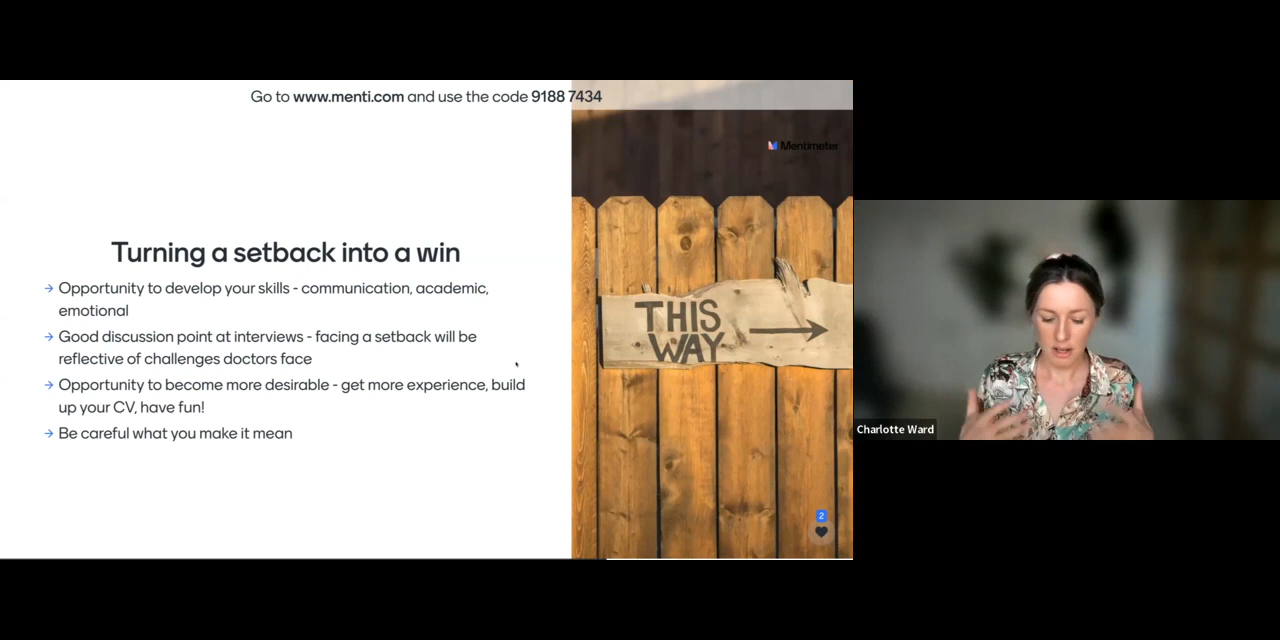 Go to www.menti.com and use the code 9188 7434
Mentimeter
Turning a setback into a win
→ Opportunity to develop your skills - communication, academic,
emotional
→ Good discussion point at interviews - facing a setback will be
reflective of challenges doctors face
→ Opportunity to become more desirable - get more experience, build
up your CV, have fun!
→ Be careful what you make it mean
THIS
WAY
2
Charlotte Ward